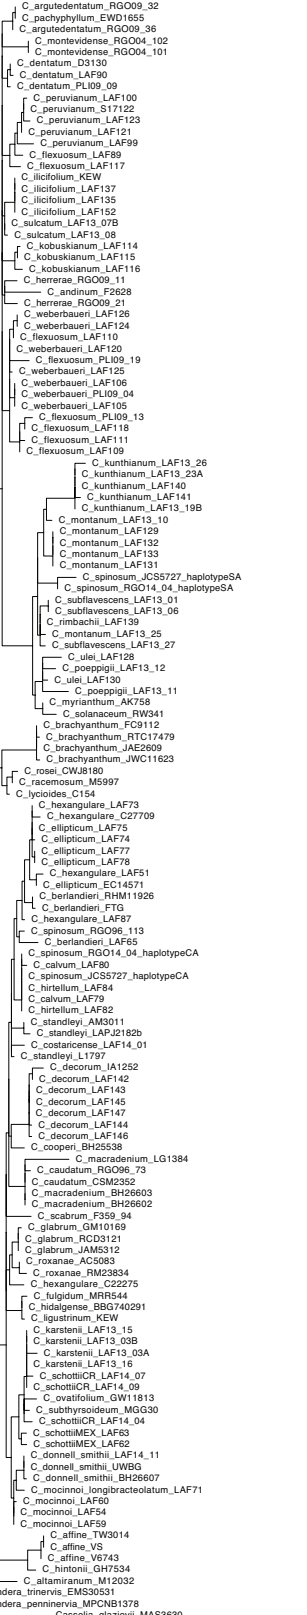 C_argutedentatum_RGO09_32
C_pachyphyllum_EWD1655
C_argutedentatum_RGO09_36
C_montevidense_RGO04_102
C_montevidense_RGO04_101
C_dentatum_D3130
C_dentatum_LAF90
C_dentatum_PLI09_09
C_peruvianum_LAF100
C_peruvianum_S17122
C_peruvianum_LAF123
C_peruvianum_LAF121
C_peruvianum_LAF99
C_flexuosum_LAF89
C_flexuosum_LAF117
C_ilicifolium_KEW
C_ilicifolium_LAF137
C_ilicifolium_LAF135
C_ilicifolium_LAF152
C_sulcatum_LAF13_07B
C_sulcatum_LAF13_08
C_kobuskianum_LAF114
C_kobuskianum_LAF115
C_kobuskianum_LAF116
C_herrerae_RGO09_11
C_andinum_F2628
C_herrerae_RGO09_21
C_weberbaueri_LAF126
C_weberbaueri_LAF124
C_flexuosum_LAF110
C_weberbaueri_LAF120
C_flexuosum_PLI09_19
C_weberbaueri_LAF125
C_weberbaueri_LAF106
C_weberbaueri_PLI09_04
C_weberbaueri_LAF105
C_flexuosum_PLI09_13
C_flexuosum_LAF118
C_flexuosum_LAF111
C_flexuosum_LAF109
C_kunthianum_LAF13_26
C_kunthianum_LAF13_23A
C_kunthianum_LAF140
C_kunthianum_LAF141
C_kunthianum_LAF13_19B
C_montanum_LAF13_10
C_montanum_LAF129
C_montanum_LAF132
C_montanum_LAF133
C_montanum_LAF131
C_spinosum_JCS5727_haplotypeSA
C_spinosum_RGO14_04_haplotypeSA
C_subflavescens_LAF13_01
C_subflavescens_LAF13_06
C_rimbachii_LAF139
C_montanum_LAF13_25
C_subflavescens_LAF13_27
C_ulei_LAF128
C_poeppigii_LAF13_12
C_ulei_LAF130
C_poeppigii_LAF13_11
C_myrianthum_AK758
C_solanaceum_RW341
C_brachyanthum_FC9112
C_brachyanthum_RTC17479
C_brachyanthum_JAE2609
C_brachyanthum_JWC11623
C_rosei_CWJ8180
C_racemosum_M5997
C_lycioides_C154
C_hexangulare_LAF73
C_hexangulare_C27709
C_ellipticum_LAF75
C_ellipticum_LAF74
C_ellipticum_LAF77
C_ellipticum_LAF78
C_hexangulare_LAF51
C_ellipticum_EC14571
C_berlandieri_RHM11926
C_berlandieri_FTG
C_hexangulare_LAF87
C_spinosum_RGO96_113
C_berlandieri_LAF65
C_spinosum_RGO14_04_haplotypeCA
C_calvum_LAF80
C_spinosum_JCS5727_haplotypeCA
C_hirtellum_LAF84
C_calvum_LAF79
C_hirtellum_LAF82
C_standleyi_AM3011
C_standleyi_LAPJ2182b
C_costaricense_LAF14_01
C_standleyi_L1797
C_decorum_IA1252
C_decorum_LAF142
C_decorum_LAF143
C_decorum_LAF145
C_decorum_LAF147
C_decorum_LAF144
C_decorum_LAF146
C_cooperi_BH25538
C_macradenium_LG1384
C_caudatum_RGO96_73
C_caudatum_CSM2352
C_macradenium_BH26603
C_macradenium_BH26602
C_scabrum_F359_94
C_glabrum_GM10169
C_glabrum_RCD3121
C_glabrum_JAM5312
C_roxanae_AC5083
C_roxanae_RM23834
C_hexangulare_C22275
C_fulgidum_MRR544
C_hidalgense_BBG740291
C_ligustrinum_KEW
C_karstenii_LAF13_15
C_karstenii_LAF13_03B
C_karstenii_LAF13_03A
C_karstenii_LAF13_16
C_schottiiCR_LAF14_07
C_schottiiCR_LAF14_09
C_ovatifolium_GW11813
C_subthyrsoideum_MGG30
C_schottiiCR_LAF14_04
C_schottiiMEX_LAF63
C_schottiiMEX_LAF62
C_donnell_smithii_LAF14_11
C_donnell_smithii_UWBG
C_donnell_smithii_BH26607
C_mocinnoi_longibracteolatum_LAF71
C_mocinnoi_LAF60
C_mocinnoi_LAF54
C_mocinnoi_LAF59
C_affine_TW3014
C_affine_VS
C_affine_V6743
C_hintonii_GH7534
C_altamiranum_M12032
ndera_trinervis_EMS30531
ndera_penninervia_MPCNB1378